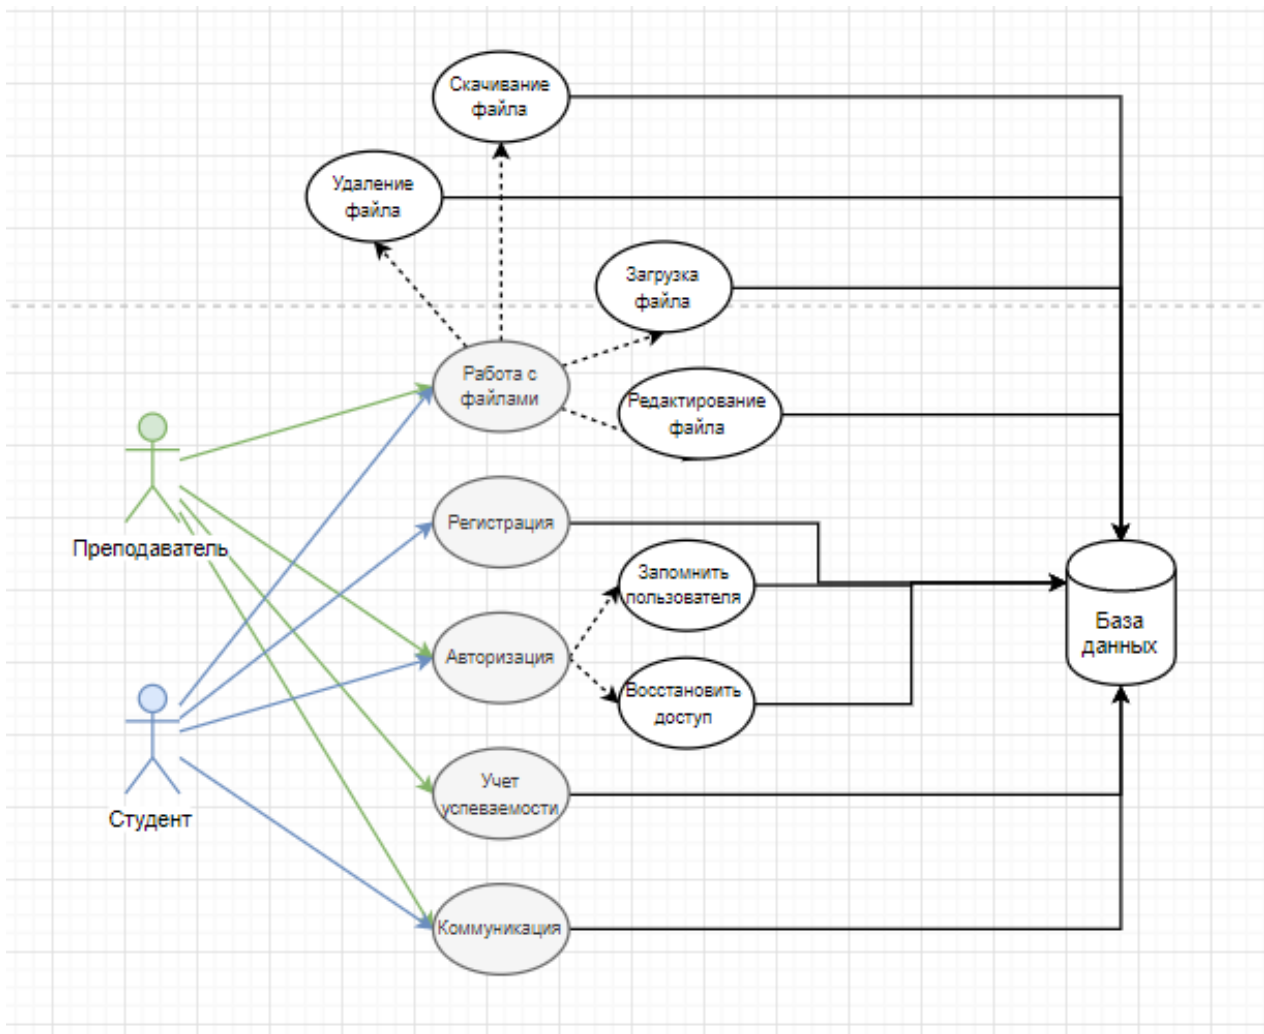 Скачивание
файла
Удаление
файла
Загрузка
файла
Работа с
файлами
Редактирование
файла
Преподаватель
Регистрация
Запомнить
пользователя
База
данных
Авторизация
Восстановить
доступ
Студент
Учет
успеваемости
Коммуникация